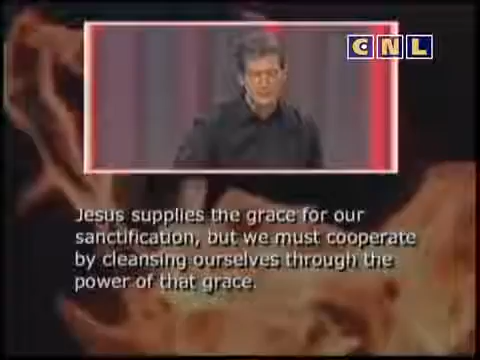 CNL
Jesus supplies the grace for our
sanctification, but we must cooperate
by cleansing ourselves through the
power of that grace.